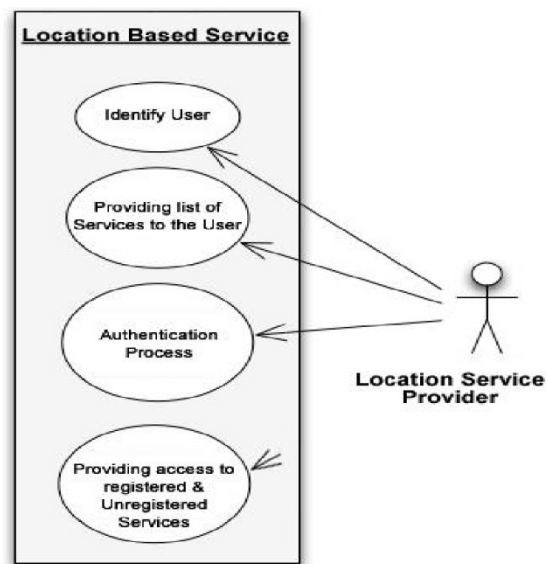 Location Based Service
Identify User
Providing list of
Services to the User
Authentication
Process
Location Service
Provider
Providing access to
registered &
Unregistered
Services